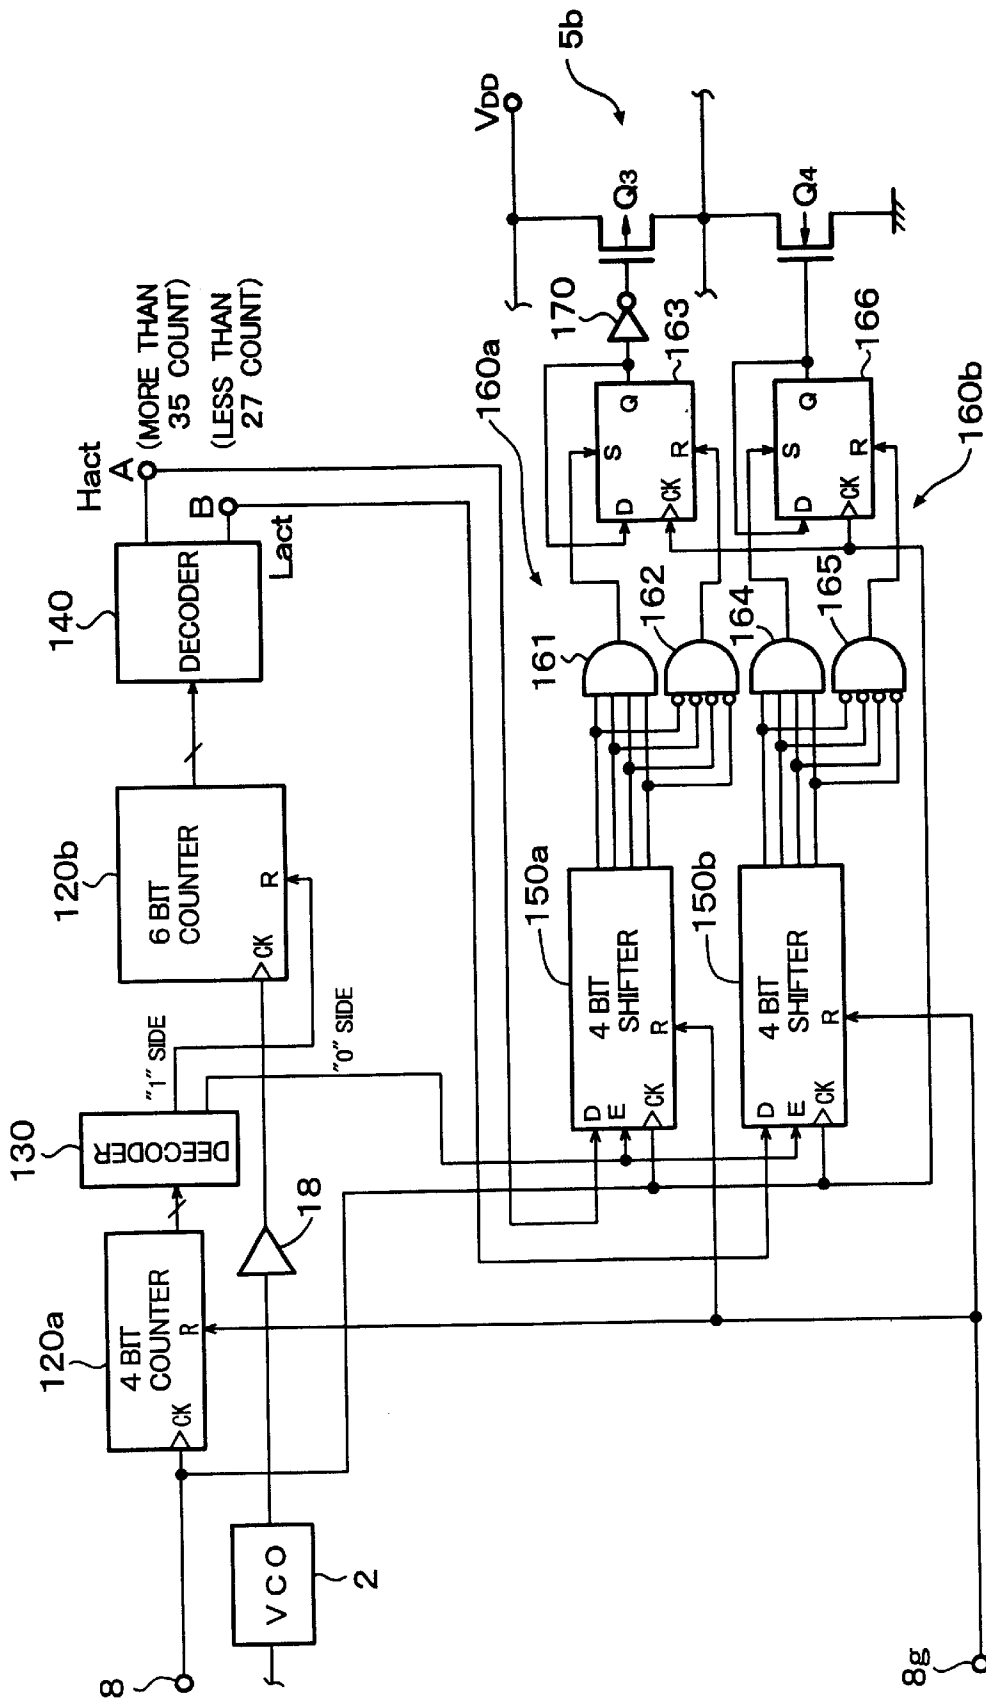 8
120a
4 BIT
COUNTER
CK
R
130
DEECODER
"1" SIDE
"0" SIDE
120b
6 BIT
COUNTER
CK
R
140
DECODER
Hact
A
(MORE THAN
35 COUNT)
B
(LESS THAN
27 COUNT)
Lact
VCO
2
18
150a
4 BIT
SHIFTER
D
E
CK
R
150b
4 BIT
SHIFTER
D
E
CK
R
161
162
164
165
160a
163
D
S
Q
CK
R
170
166
D
S
Q
CK
R
160b
VDD
Q3
Q4
5b
8g